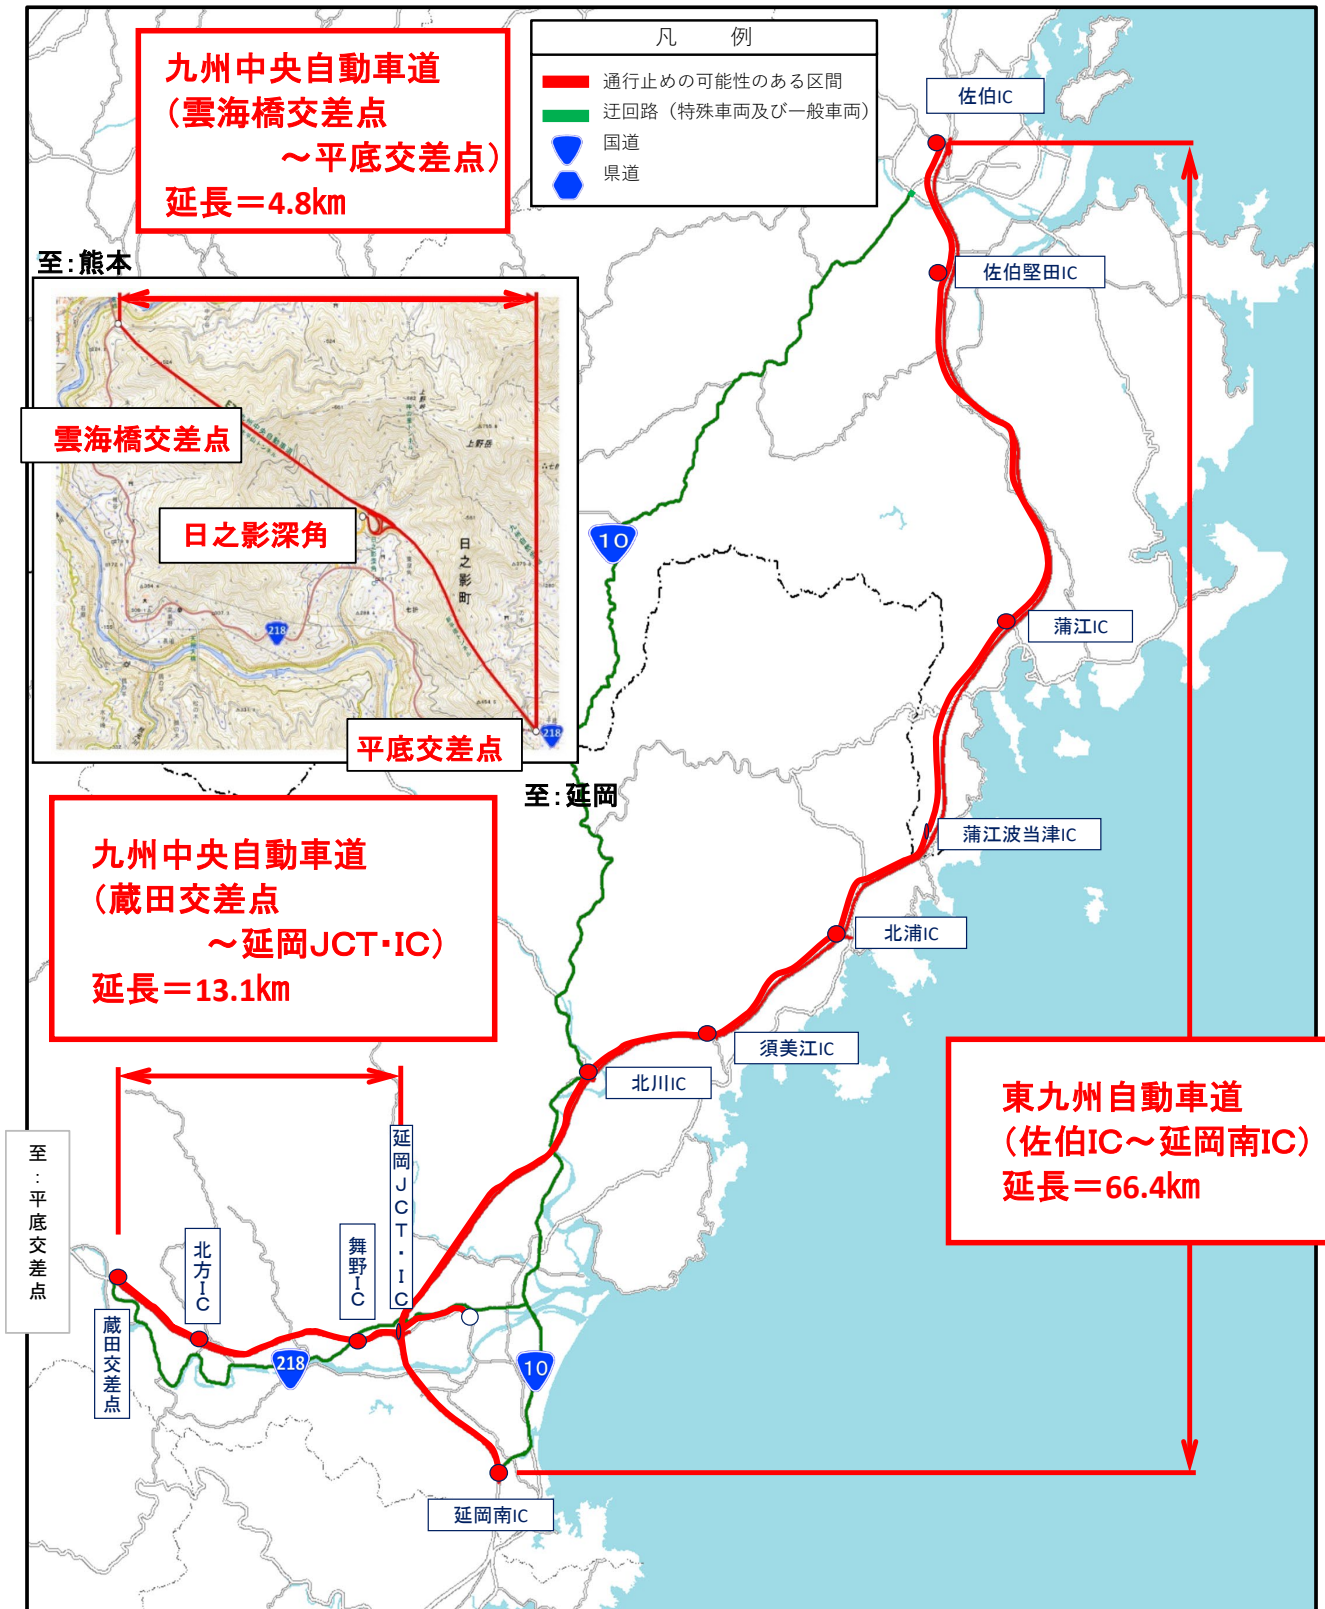 九州中央自動車道
(雲海橋交差点
～平底交差点)
延長＝4.8㎞
凡　例
通行止めの可能性のある区間
迂回路（特殊車両及び一般車両）
国道
県道
佐伯IC
佐伯堅田IC
至：熊本
雲海橋交差点
日之影深角
上野岳
日之影町
218
平底交差点
218
至：延岡
10
蒲江IC
蒲江波当津IC
北浦IC
須美江IC
北川IC
九州中央自動車道
(蔵田交差点
～延岡JCT・IC)
延長＝13.1㎞
東九州自動車道
(佐伯IC～延岡南IC)
延長＝66.4㎞
至：平底交差点
蔵田交差点
北方IC
舞野IC
延岡JCT・IC
218
10
延岡南IC